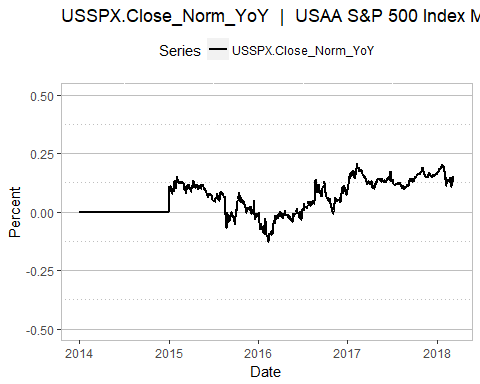 USSPX.Close_Norm_YoY | USAA S&P 500 Index M
Series USSPX.Close_Norm_YoY
Percent
0.50
0.25
0.00
-0.25
-0.50
2014 2015 2016 2017 2018
Date